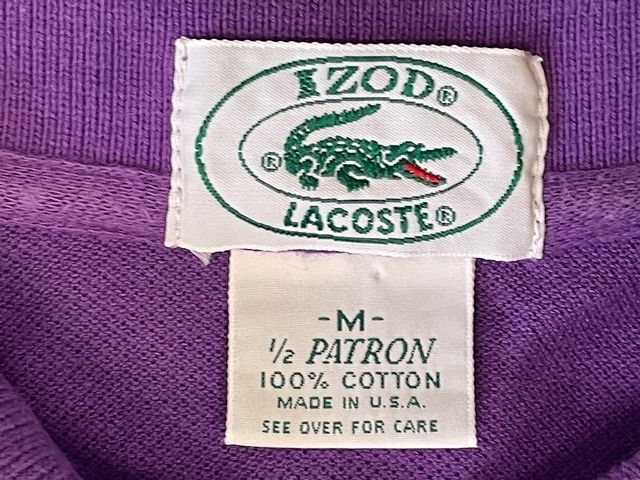 IZOD®
®
LACOSTE®
-M-
½ PATRON
100% COTTON
MADE IN U.S.A.
SEE OVER FOR CARE